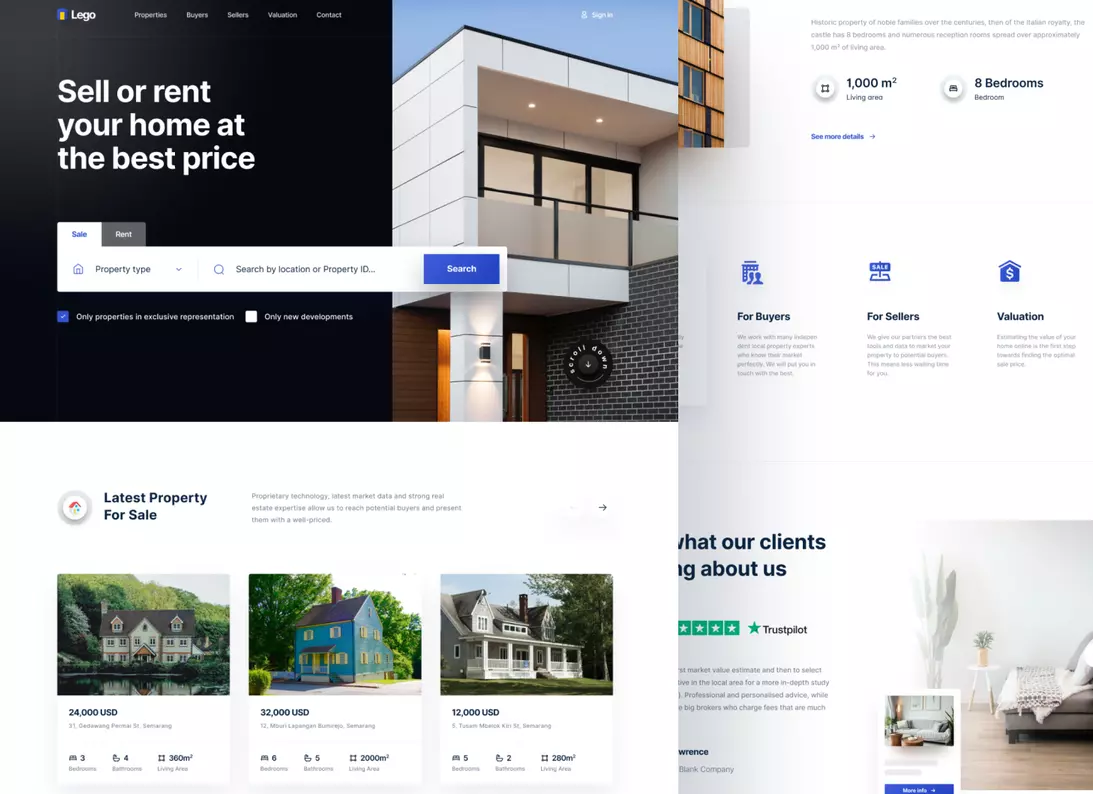 Lego
Properties
Buyers
Sellers
Valuation
Contact
Sign in
Sell or rent
your home at
the best price
Sale
Rent
Property type
Search by location or Property ID...
Search
Only properties in exclusive representation
Only new developments
scroll down
Latest Property
For Sale
Proprietary technology, latest market data and strong real
estate expertise allow us to reach potential buyers and present
them with a well-priced.
24,000 USD
31, Gedawang Permai St, Semarang
3
Bedrooms
4
Bathrooms
360m²
Living Area
32,000 USD
12, Mburi Lapangan Bumirejo, Semarang
6
Bedrooms
5
Bathrooms
2000m²
Living Area
12,000 USD
5, Tusam Mbelok Kiri St, Semarang
5
Bedrooms
2
Bathrooms
280m²
Living Area
Historic property of noble families over the centuries, then of the Italian royalty, the
castle has 8 bedrooms and numerous reception rooms spread over approximately
1,000 m² of living area.
1,000 m²
Living area
8 Bedrooms
Bedroom
See more details
For Buyers
We work with many indepen
dent local property experts
who know their market
perfectly. We will put you in
touch with the best.
SALE
For Sellers
We give our partners the best
tools and data to market your
property to potential buyers.
This means less waiting time
for you.
$
Valuation
Estimating the value of your
home online is the first step
towards finding the optimal
sale price.
what our clients
ng about us
Trustpilot
rst market value estimate and then to select
live in the local area for a more in-depth study
). Professional and personalised advice, while
e big brokers who charge fees that are much
wrence
Blank Company
More info